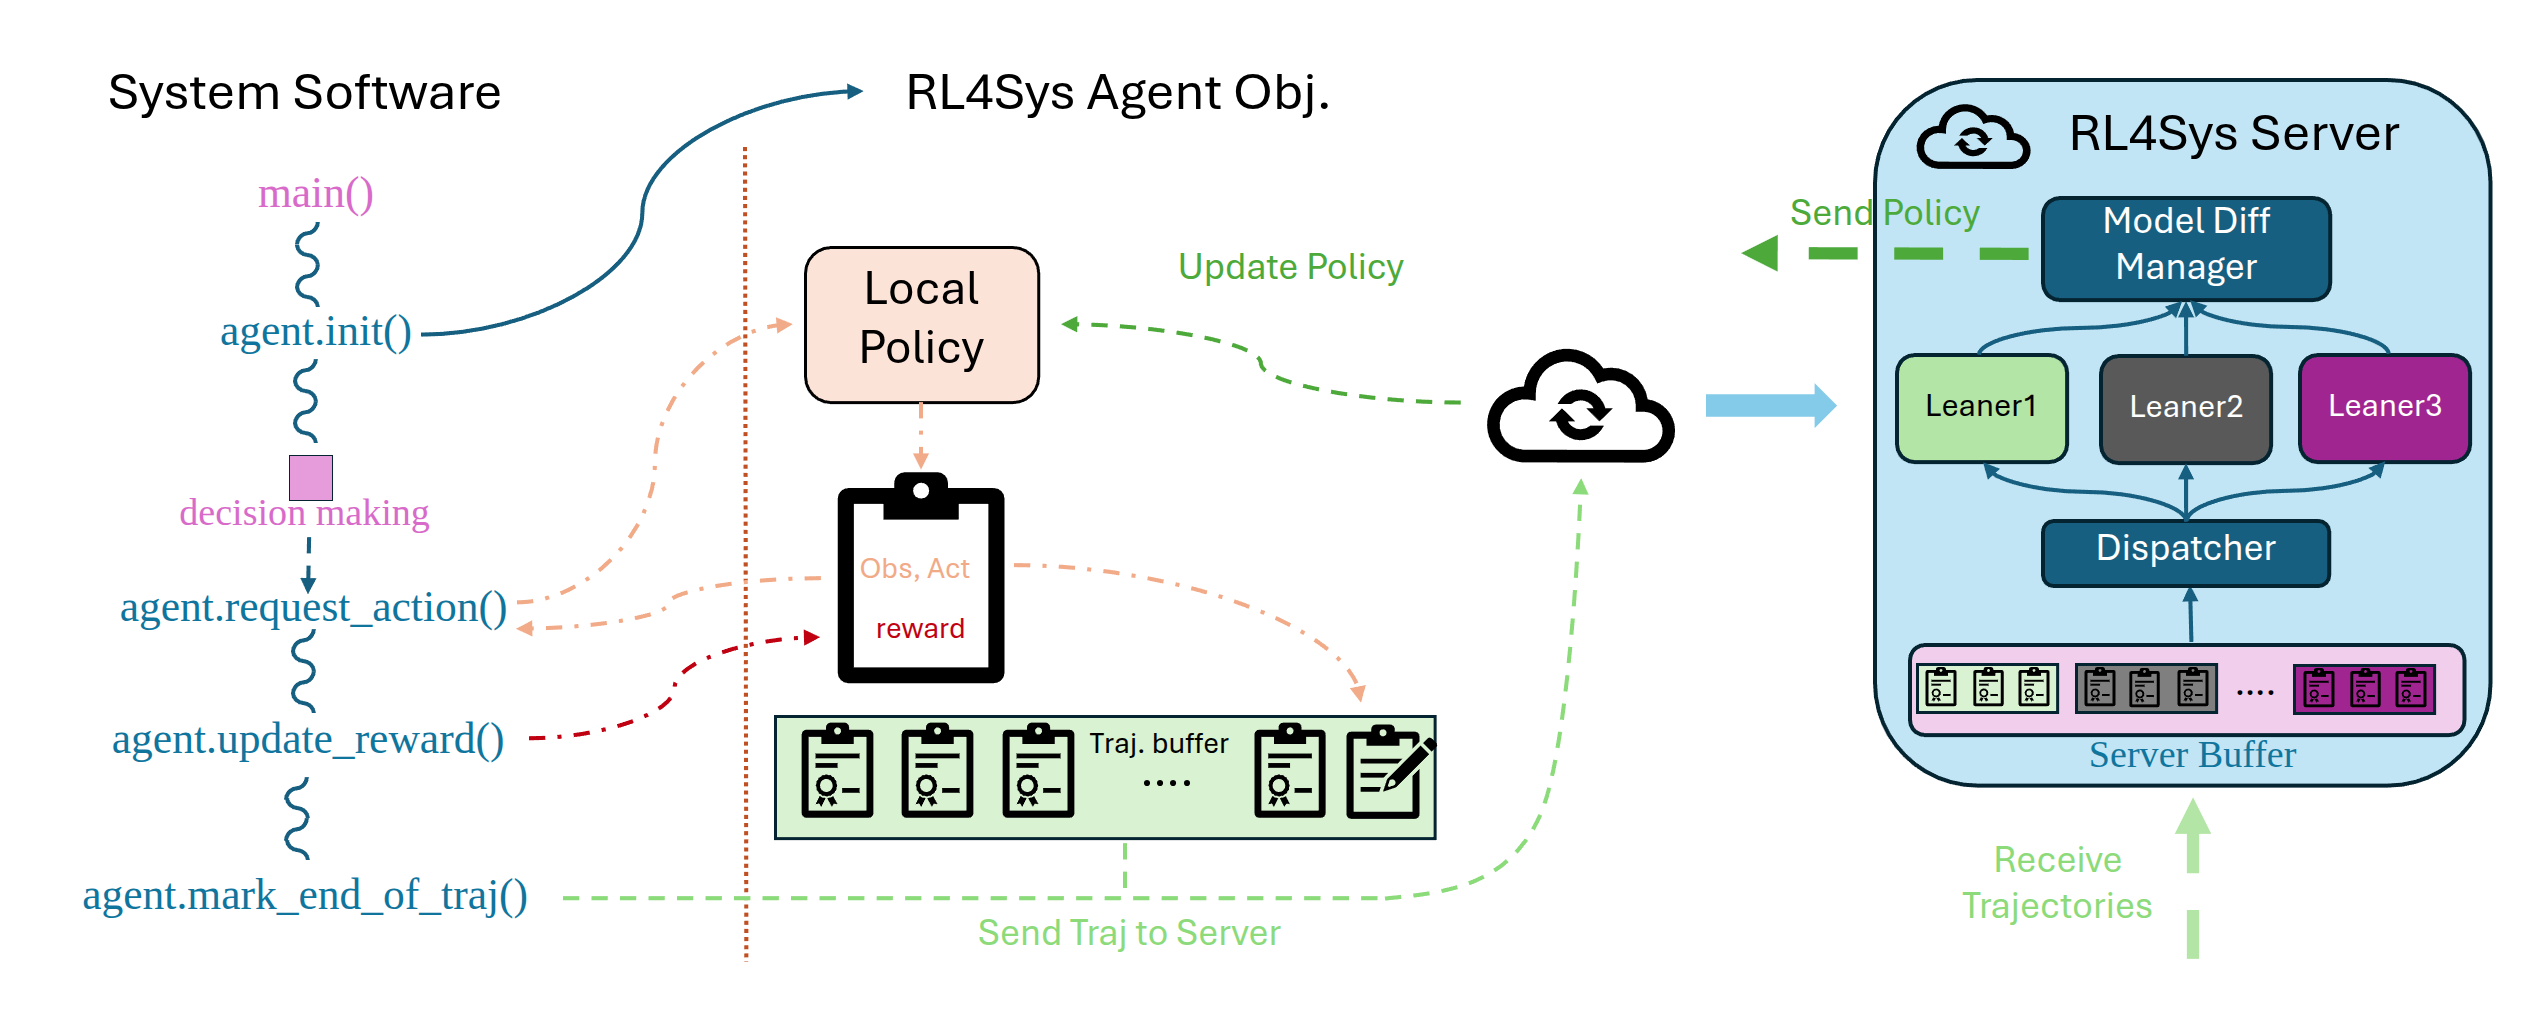 System Software
main()
agent.init()
decision making
agent.request_action()
agent.update_reward()
agent.mark_end_of_traj()
RL4Sys Agent Obj.
Local
Policy
Update Policy
Obs, Act
reward
Traj. buffer
....
Send Traj to Server
RL4Sys Server
Send Policy
Model Diff
Manager
Leaner1
Leaner2
Leaner3
Dispatcher
....
Server Buffer
Receive
Trajectories